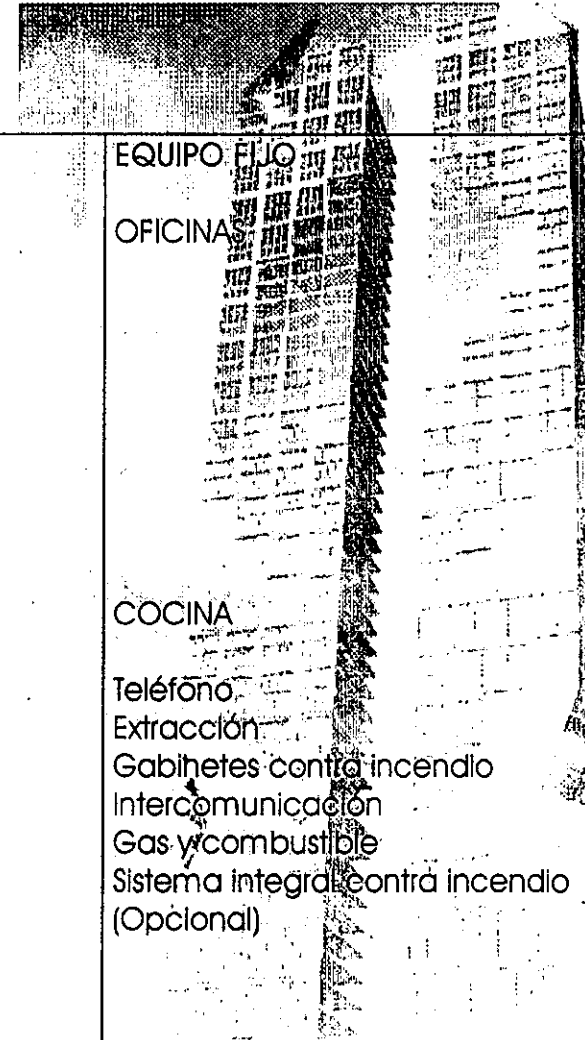 EQUIPO FIJO
OFICINAS
COCINA
Teléfono
Extracción
Gabinetes contra incendio
Intercomunicación
Gas y combustible
Sistema integral contra incendio
(Opcional)